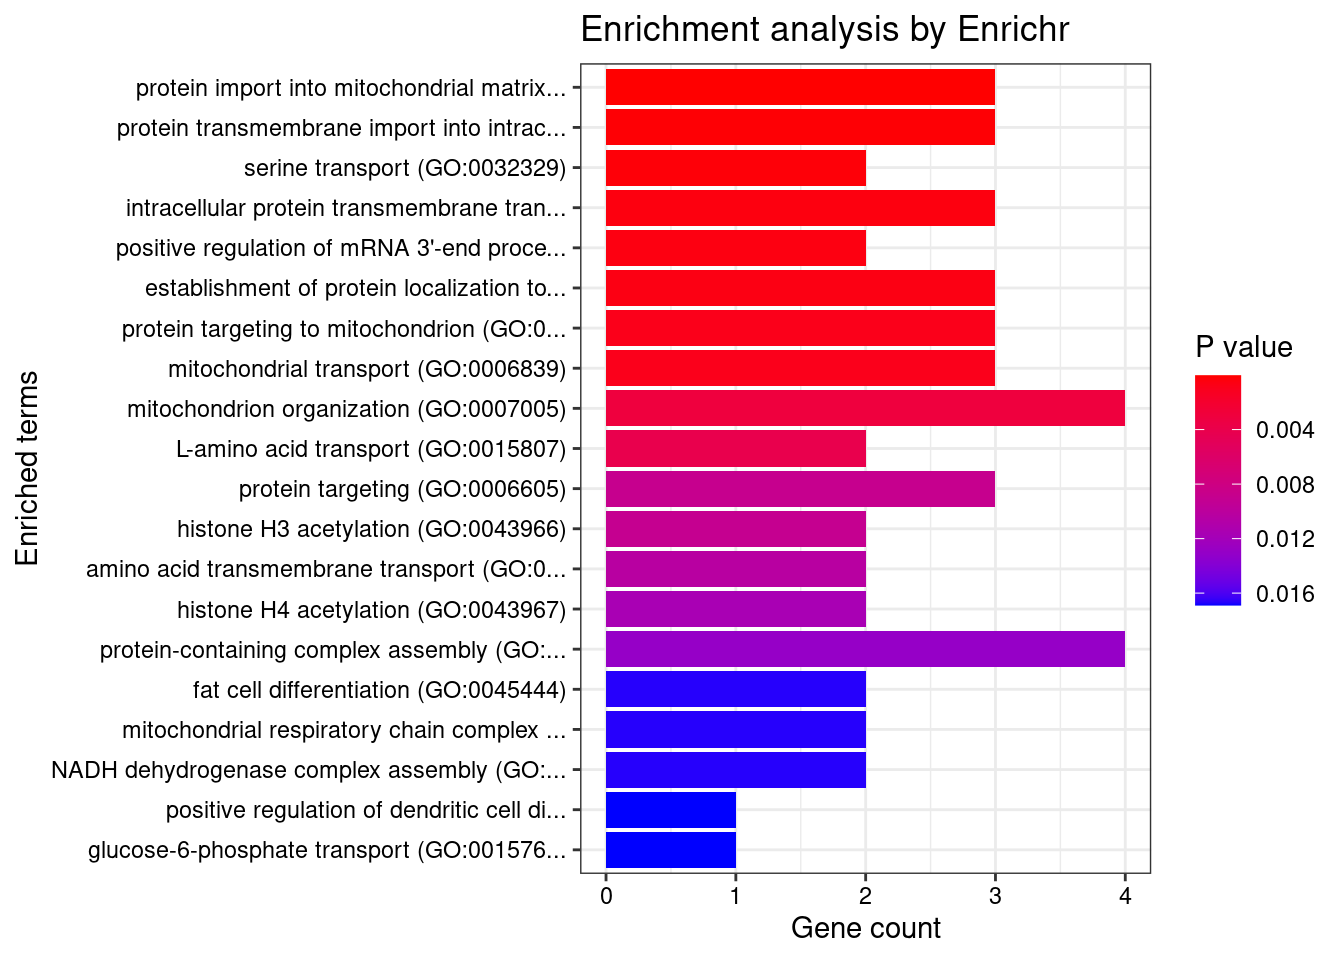 Enrichment analysis by Enrichr
protein import into mitochondrial matrix...
protein transmembrane import into intrac...
serine transport (GO:0032329)
intracellular protein transmembrane tran...
positive regulation of mRNA 3'-end proce...
establishment of protein localization to...
protein targeting to mitochondrion (GO:0...
mitochondrial transport (GO:0006839)
mitochondrion organization (GO:0007005)
L-amino acid transport (GO:0015807)
protein targeting (GO:0006605)
histone H3 acetylation (GO:0043966)
amino acid transmembrane transport (GO:0...
histone H4 acetylation (GO:0043967)
protein-containing complex assembly (GO:...
fat cell differentiation (GO:0045444)
mitochondrial respiratory chain complex ...
NADH dehydrogenase complex assembly (GO:...
positive regulation of dendritic cell di...
glucose-6-phosphate transport (GO:001576...
Enriched terms
0 1 2 3 4
Gene count
P value
0.004
0.008
0.012
0.016